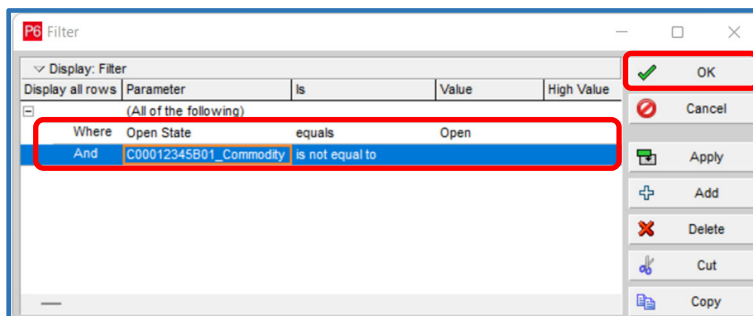 P6 Filter
Display: Filter
Display all rows Parameter Is Value High Value
(All of the following)
Where Open State equals Open
And C00012345B01_Commodity is not equal to
OK
Cancel
Apply
Add
Delete
Cut
Copy